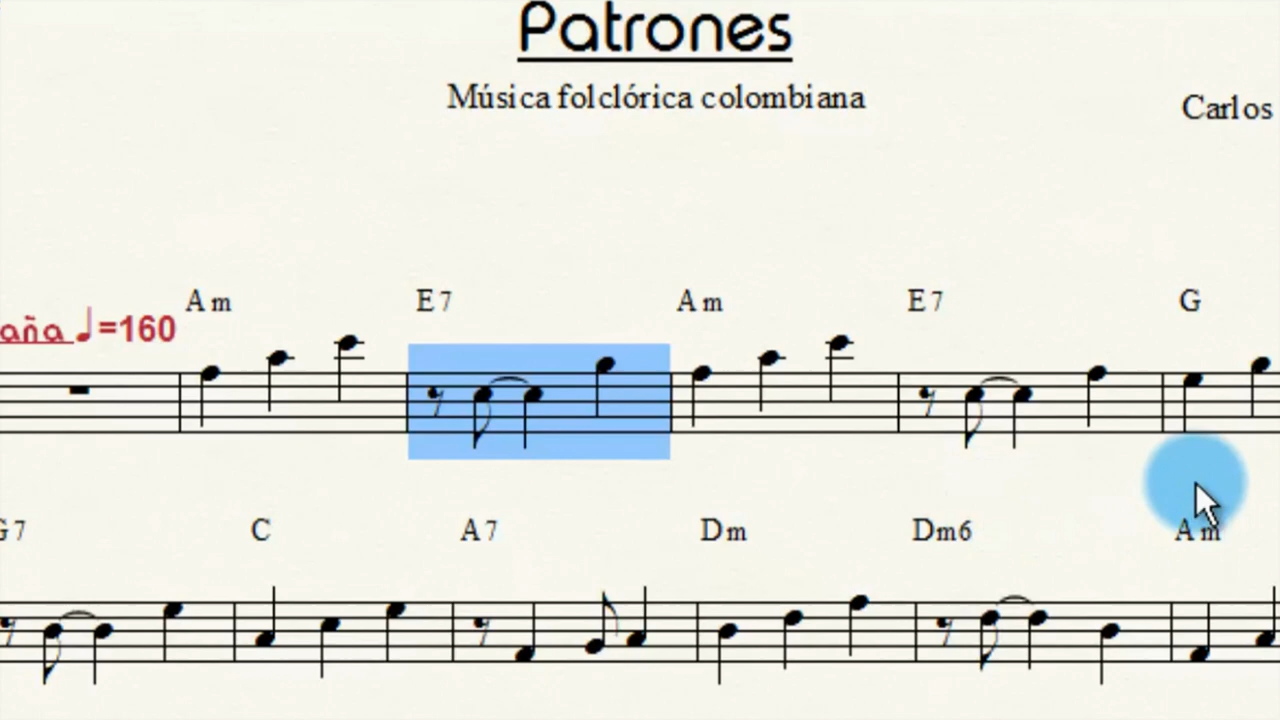 Patrones
Música folclórica colombiana
Carlos
aña ♩=160
Am E7 Am E7 G
G7 C A7 Dm Dm6 Am